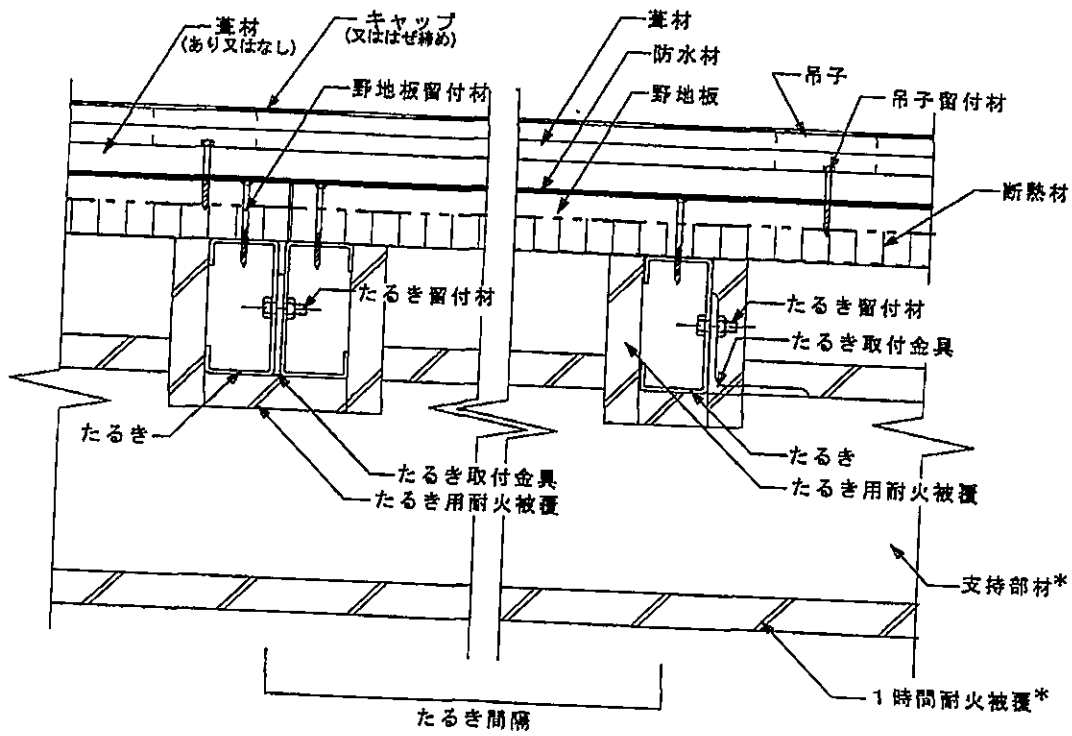 葺材
(あり又はなし)
キャップ
(又ははぜ締め)
葺材
防水材
野地板留付材
野地板
吊子
吊子留付材
断熱材
たるき留付材
たるき留付材
たるき取付金具
たるき
たるき
たるき取付金具
たるき用耐火被覆
たるき用耐火被覆
支持部材*
1時間耐火被覆*
たるき間隔